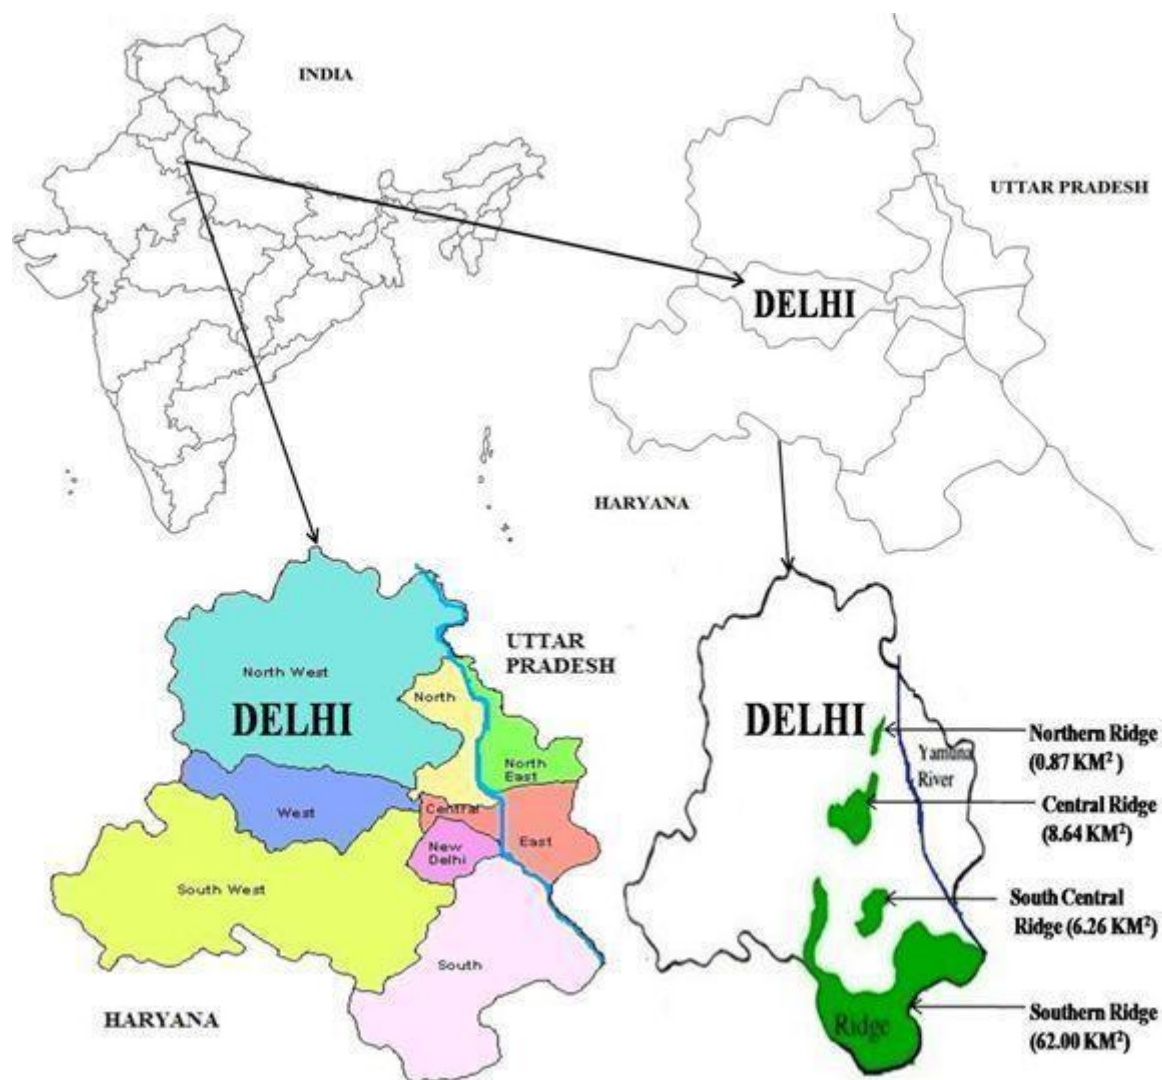 INDIA
UTTAR PRADESH
DELHI
HARYANA
UTTAR
PRADESH
North West
North
DELHI
North
East
West
Central
New
Delhi
East
South West
South
HARYANA
DELHI
Yamuna
River
Northern Ridge
(0.87 KM²)
Central Ridge
(8.64 KM²)
South Central
Ridge (6.26 KM²)
Southern Ridge
(62.00 KM²)
Ridge